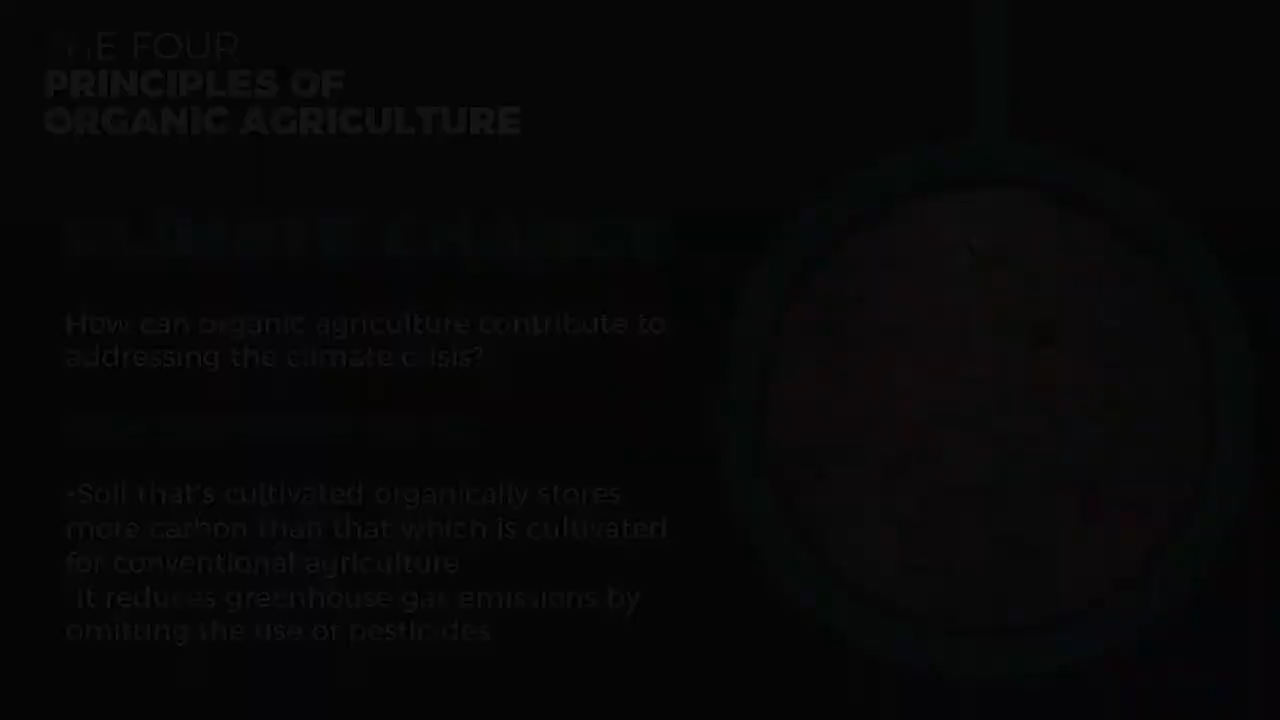 THE FOUR
PRINCIPLES OF
ORGANIC AGRICULTURE
CLIMATE CHANGE
How can organic agriculture contribute to
addressing the climate crisis?
-Soil that's cultivated organically stores
more carbon than that which is cultivated
for conventional agriculture
It reduces greenhouse gas emissions by
omitting the use of pesticides